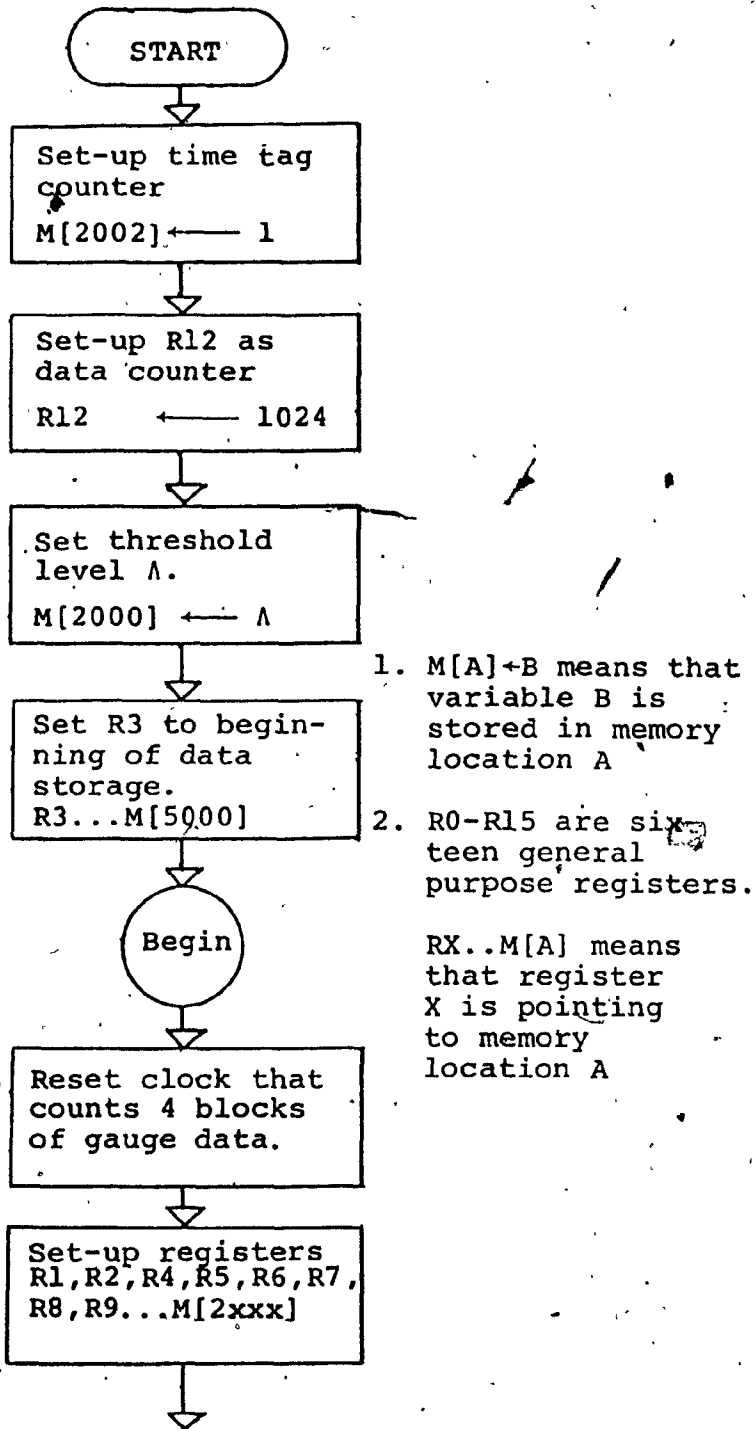 START
Set-up time tag
counter
M[2002] ← 1
Set-up R12 as
data counter
R12 ← 1024
Set threshold
level Λ.
M[2000] ← Λ
Set R3 to begin-
ning of data
storage.
R3...M[5000]
Begin
Reset clock that
counts 4 blocks
of gauge data.
Set-up registers
R1,R2,R4,R5,R6,R7,
R8,R9...M[2xxx]
1. M[A]←B means that
variable B is
stored in memory
location A
2. R0-R15 are six-
teen general
purpose registers.
RX..M[A] means
that register
X is pointing
to memory
location A